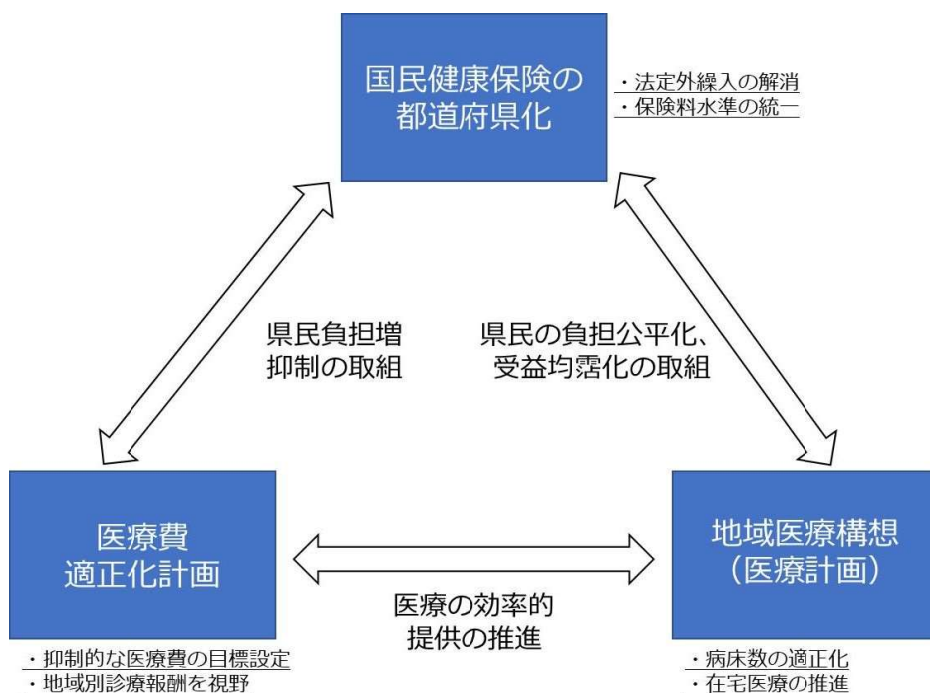 国民健康保険の
都道府県化
・法定外繰入の解消
・保険料水準の統一
県民負担増
抑制の取組
県民の負担公平化、
受益均霑化の取組
医療費
適正化計画
地域医療構想
（医療計画）
医療の効率的
提供の推進
・抑制的な医療費の目標設定
・地域別診療報酬を視野
・病床数の適正化
・在宅医療の推進